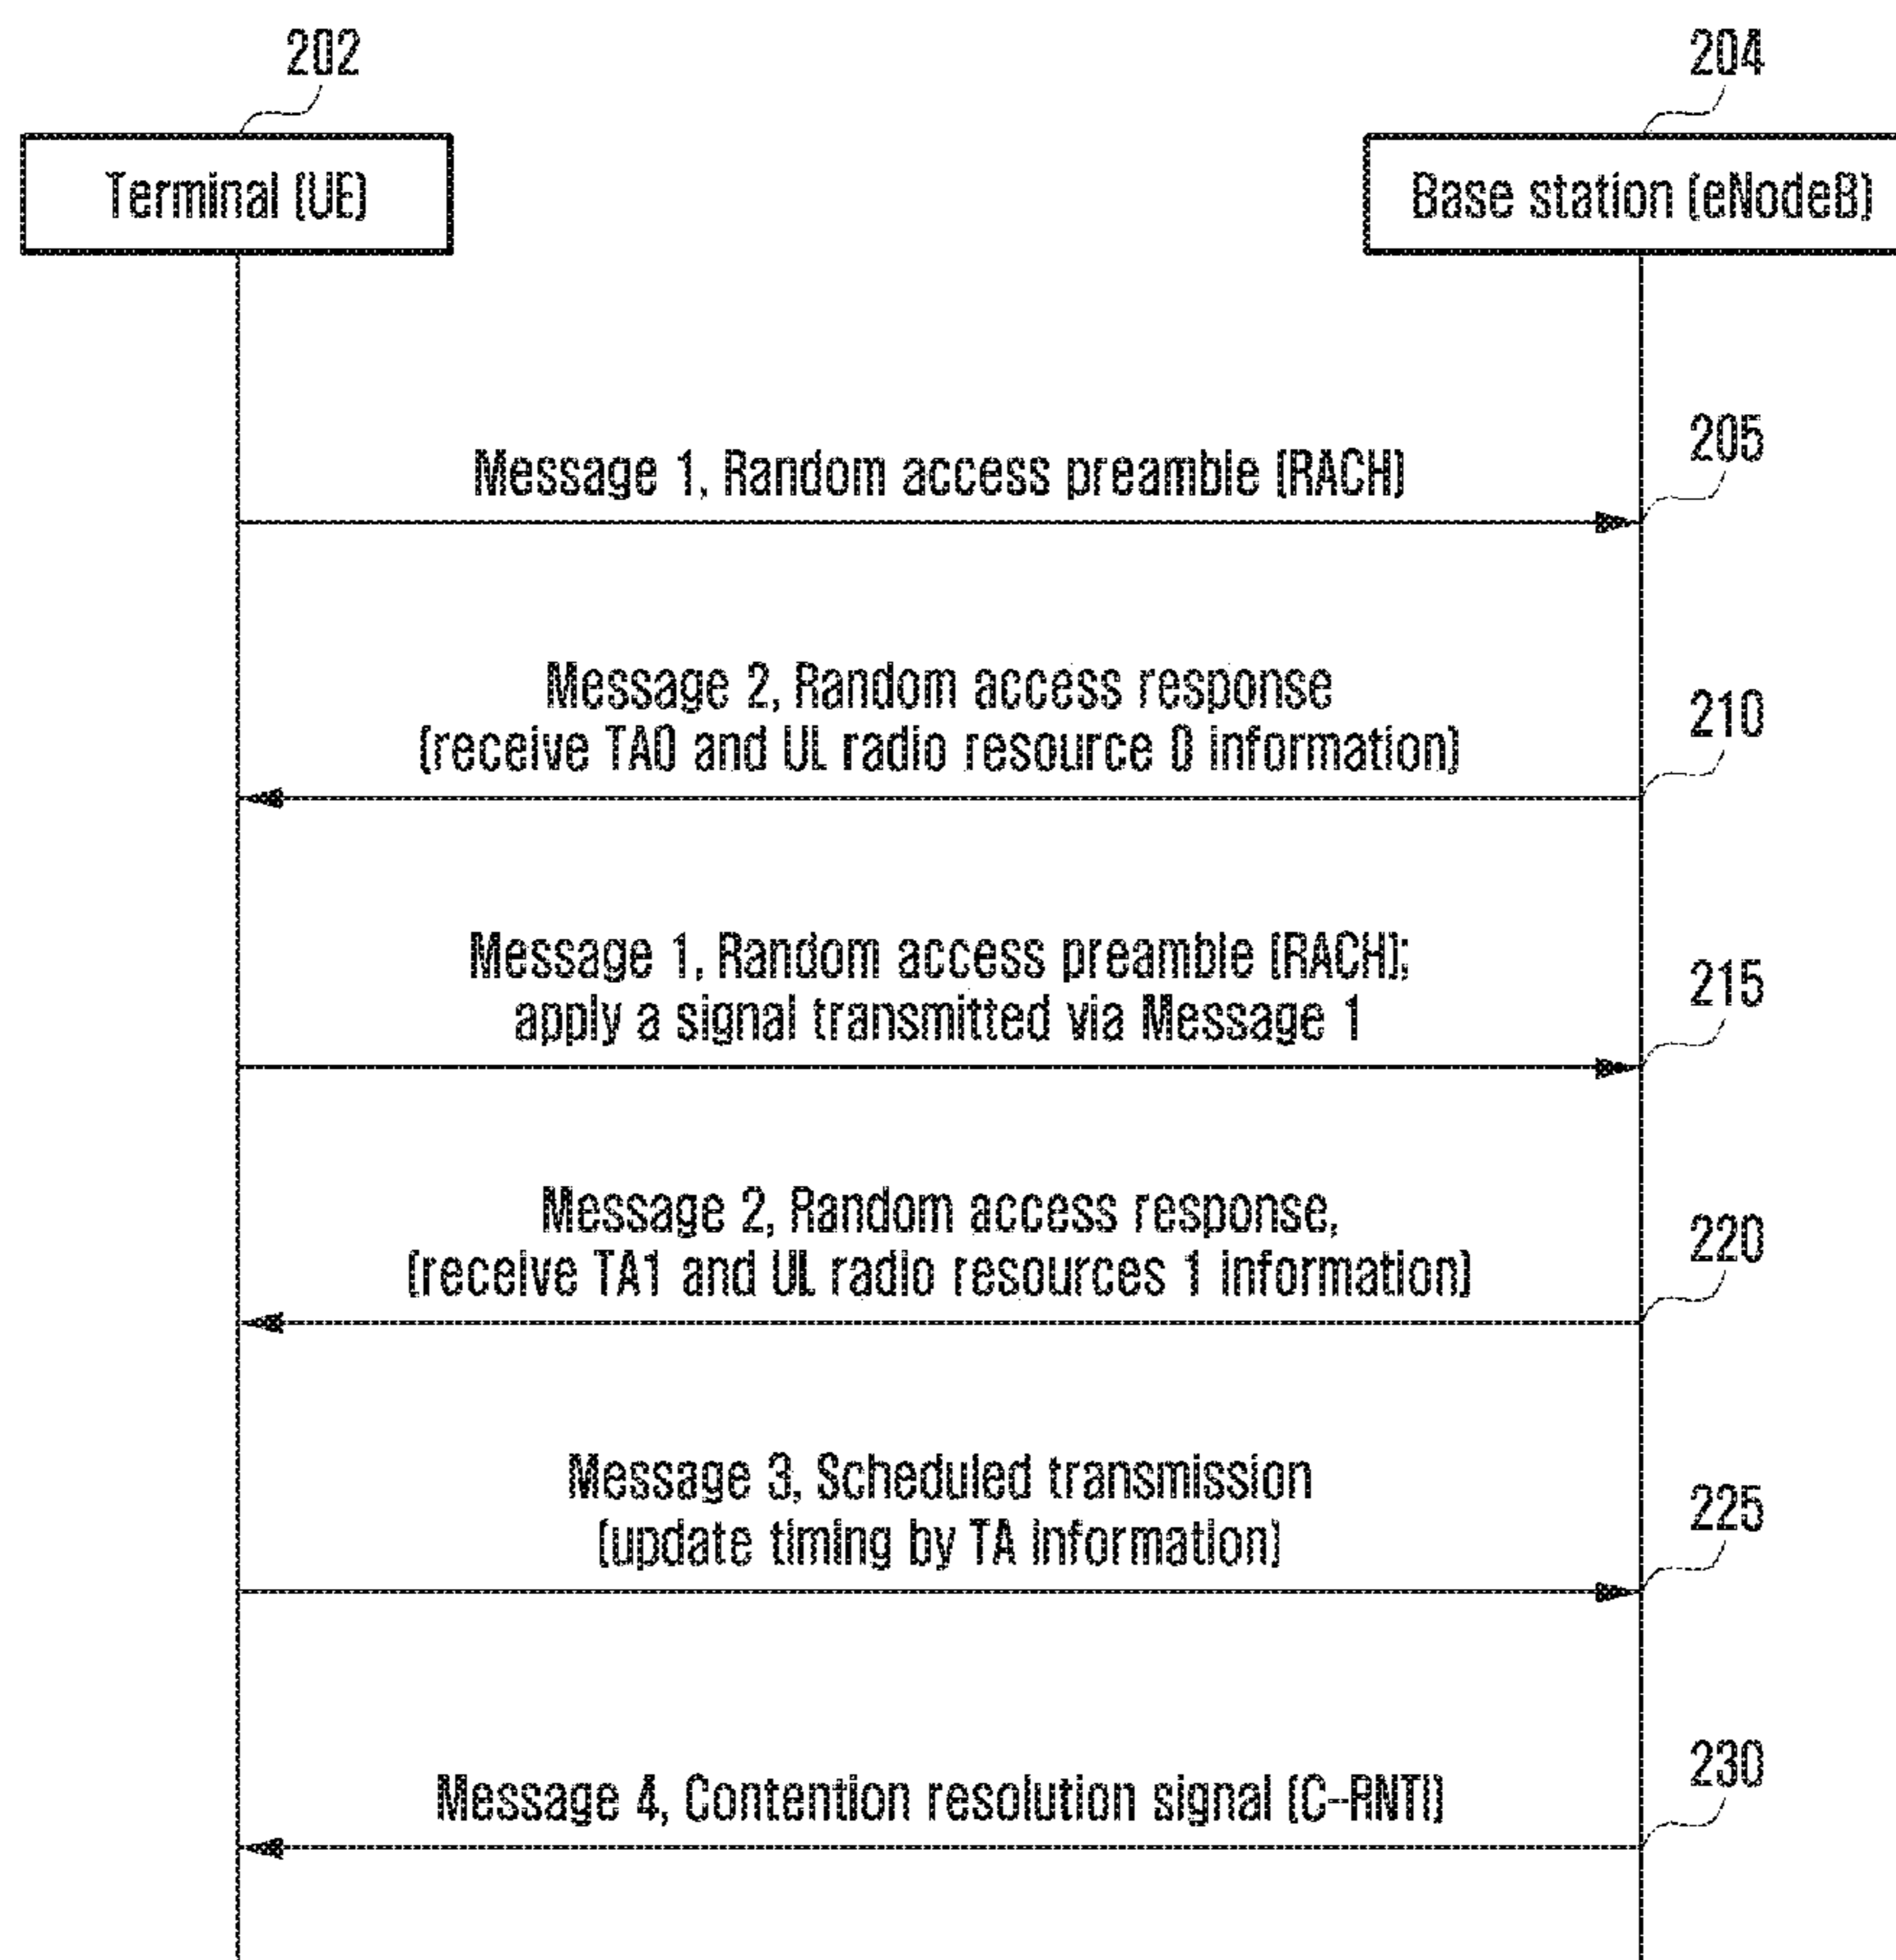 202
204
Terminal (UE)
Base station (eNodeB)
205
Message 1, Random access preamble (RACH)
210
Message 2, Random access response
(receive TA0 and UL radio resource 0 information)
215
Message 1, Random access preamble (RACH);
apply a signal transmitted via Message 1
220
Message 2, Random access response,
(receive TA1 and UL radio resources 1 information)
225
Message 3, Scheduled transmission
(update timing by TA information)
230
Message 4, Contention resolution signal (C-RNTI)